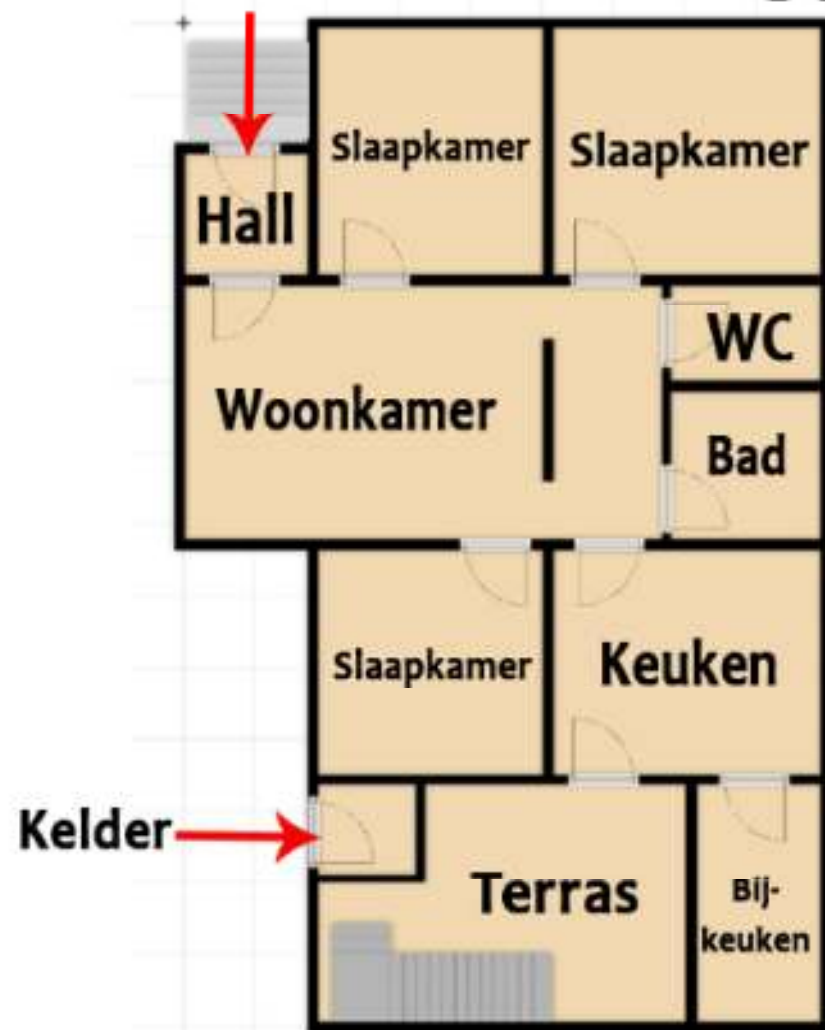 Slaapkamer
Slaapkamer
Hall
WC
Woonkamer
Bad
Slaapkamer
Keuken
Kelder
Terras
Bij-
keuken